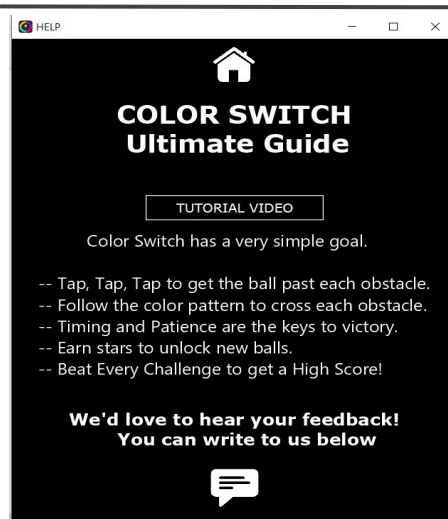 HELP
COLOR SWITCH
Ultimate Guide
TUTORIAL VIDEO
Color Switch has a very simple goal.
-- Tap, Tap, Tap to get the ball past each obstacle.
-- Follow the color pattern to cross each obstacle.
-- Timing and Patience are the keys to victory.
-- Earn stars to unlock new balls.
-- Beat Every Challenge to get a High Score!
We'd love to hear your feedback!
You can write to us below